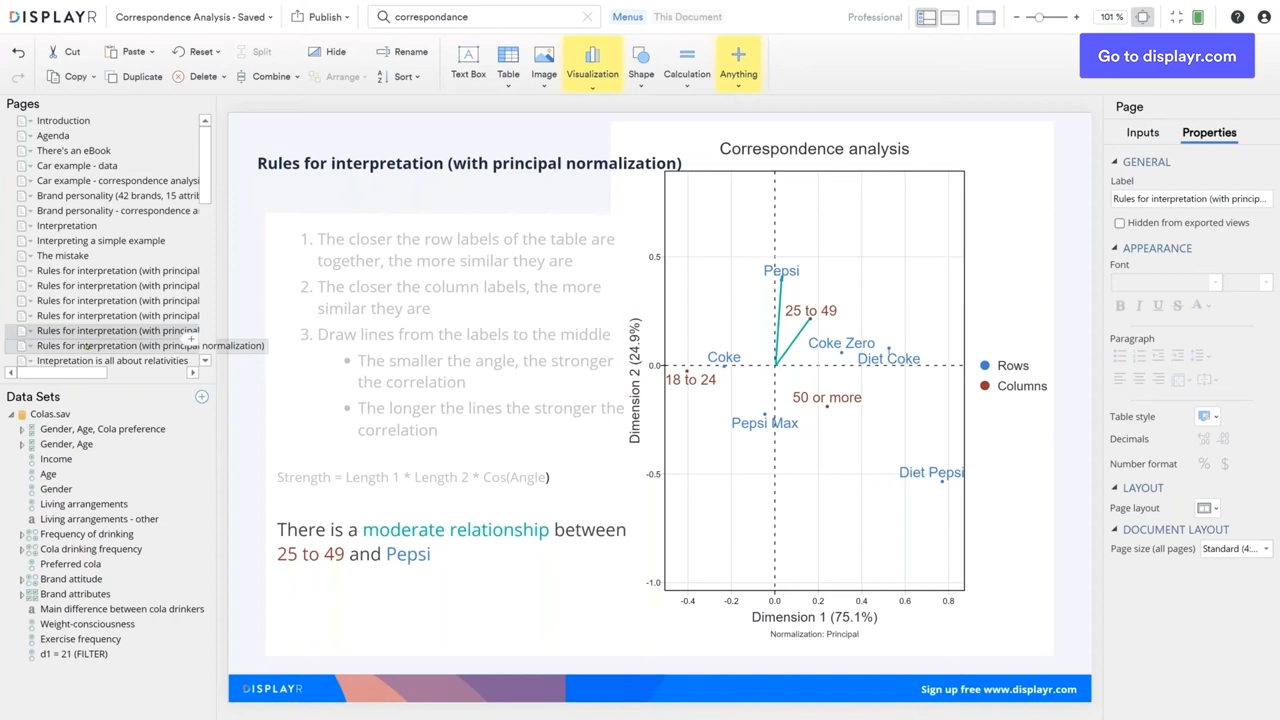 DISPLAYR
Correspondence Analysis - Saved
Publish
correspondance
Menus
This Document
Professional
101 %
Cut
Paste
Reset
Split
Hide
Rename
Copy
Duplicate
Delete
Combine
Arrange
Sort
Text Box
Table
Image
Visualization
Shape
Calculation
Anything
Go to displayr.com
Pages
Introduction
Agenda
There's an eBook
Car example - data
Car example - correspondence analysi
Brand personality (42 brands, 15 attrib
Brand personality - correspondence a
Interpretation
Interpreting a simple example
The mistake
Rules for interpretation (with principal
Rules for interpretation (with principal
Rules for interpretation (with principal
Rules for interpretation (with principal
Rules for interpretation (with principal
Rules for interpretation (with principal normalization)
Intepretation is all about relativities
Data Sets
Colas.sav
Gender, Age, Cola preference
Gender, Age
Income
Age
Gender
Living arrangements
Living arrangements - other
Frequency of drinking
Cola drinking frequency
Preferred cola
Brand attitude
Brand attributes
Main difference between cola drinkers
Weight-consciousness
Exercise frequency
d1 = 21 (FILTER)
Rules for interpretation (with principal normalization)
1. The closer the row labels of the table are
together, the more similar they are
2. The closer the column labels, the more
similar they are
3. Draw lines from the labels to the middle
• The smaller the angle, the stronger
the correlation
• The longer the lines the stronger the
correlation
Strength = Length 1 * Length 2 * Cos(Angle)
There is a moderate relationship between
25 to 49 and Pepsi
Correspondence analysis
Dimension 2 (24.9%)
0.5
0.0
-0.5
-1.0
Pepsi
25 to 49
Coke Zero
Coke
Diet Coke
18 to 24
50 or more
Pepsi Max
Diet Pepsi
-0.4
-0.2
0.0
0.2
0.4
0.6
0.8
Dimension 1 (75.1%)
Normalization: Principal
Rows
Columns
DISPLAYR
Sign up free www.displayr.com
Page
Inputs
Properties
GENERAL
Label
Rules for interpretation (with princip...
Hidden from exported views
APPEARANCE
Font
B I U S A
Paragraph
Table style
Decimals
Number format
% $
LAYOUT
Page layout
DOCUMENT LAYOUT
Page size (all pages)
Standard (4:...